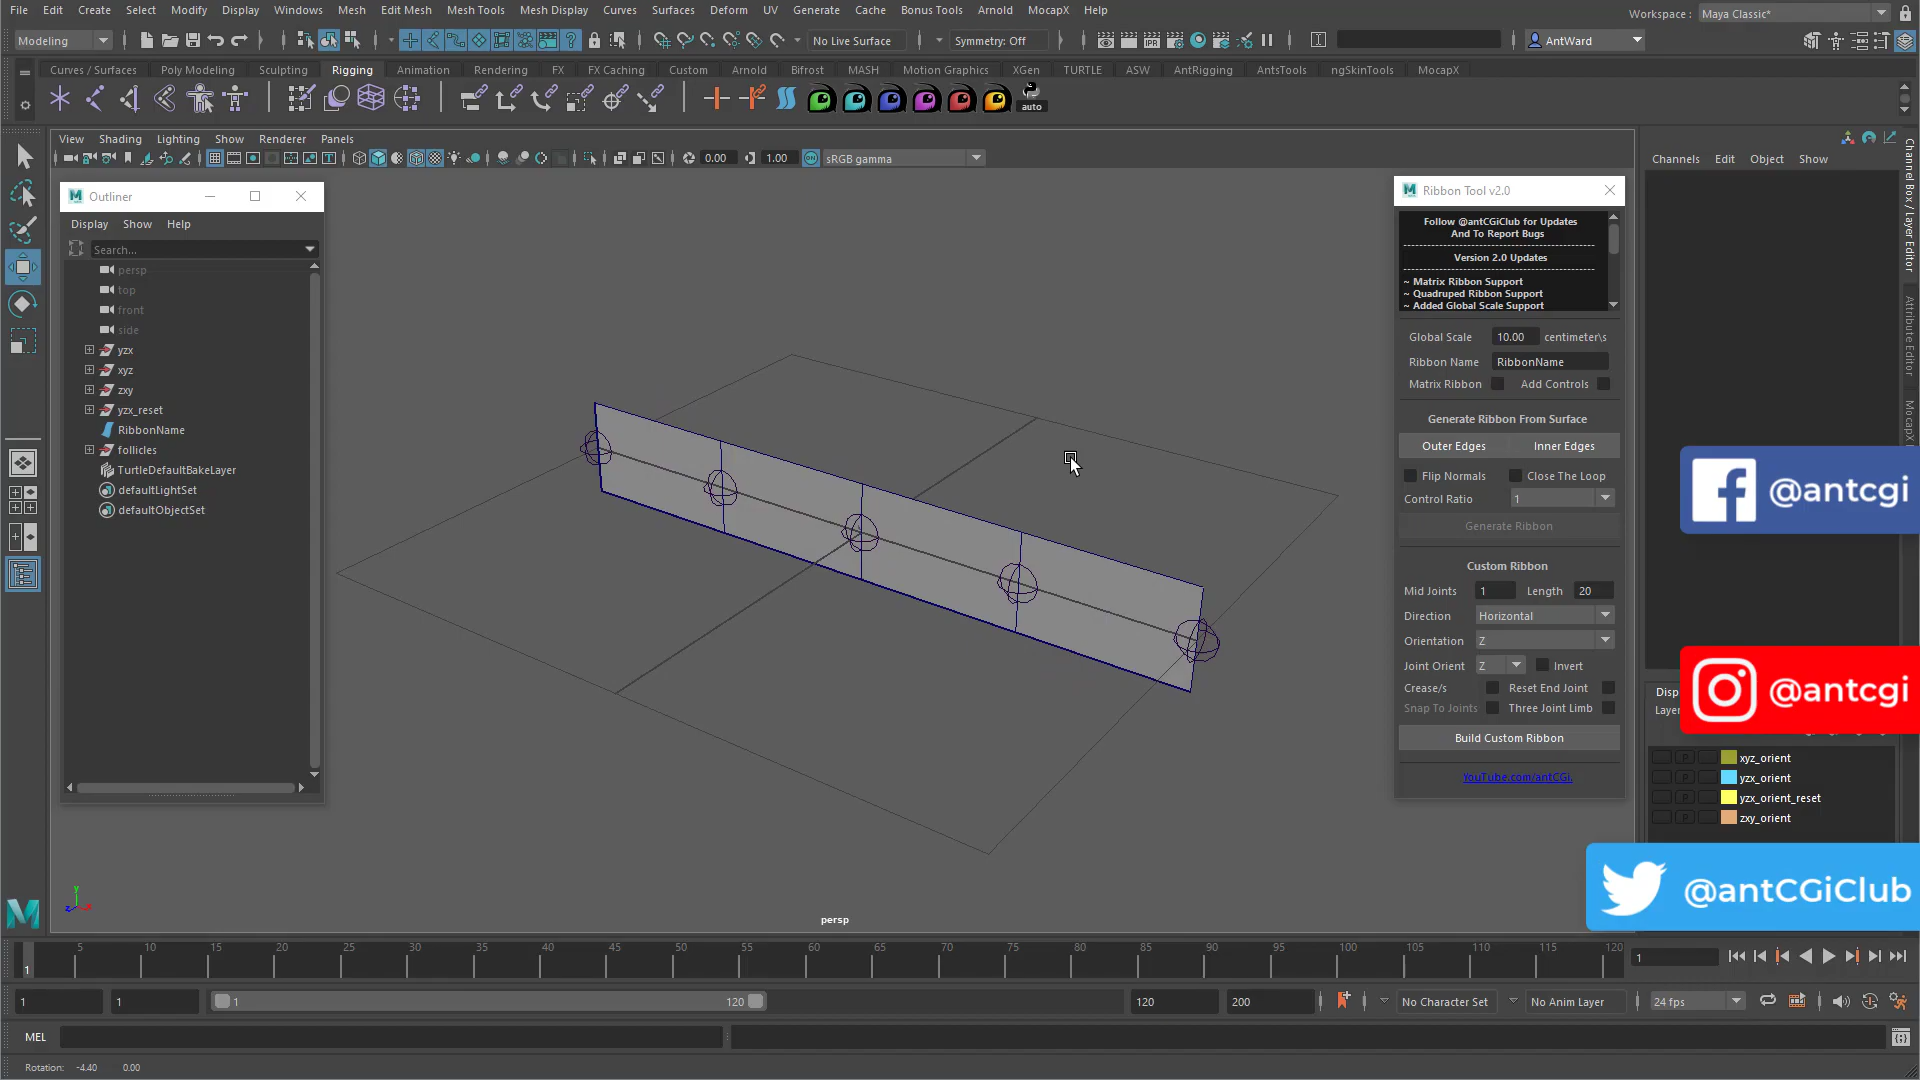 File Edit Create Select Modify Display Windows Mesh Edit Mesh Mesh Tools Mesh Display Curves Surfaces Deform UV Generate Cache Bonus Tools Arnold MocapX Help
Workspace : Maya Classic*
Modeling No Live Surface Symmetry: Off AntWard
Curves / Surfaces Poly Modeling Sculpting Rigging Animation Rendering FX FX Caching Custom Arnold Bifrost MASH Motion Graphics XGen TURTLE ASW AntRigging AntsTools ngSkinTools MocapX
auto
View Shading Lighting Show Renderer Panels
0.00 1.00 ON sRGB gamma
Channels Edit Object Show
Channel Box / Layer Editor
Attribute Editor
MocapX
Outliner
Display Show Help
Search...
persp
top
front
side
yzx
xyz
zxy
yzx_reset
RibbonName
follicles
TurtleDefaultBakeLayer
defaultLightSet
defaultObjectSet
Ribbon Tool v2.0
Follow @antCGiClub for Updates
And To Report Bugs
Version 2.0 Updates
~ Matrix Ribbon Support
~ Quadruped Ribbon Support
~ Added Global Scale Support
Global Scale 10.00 centimeter\s
Ribbon Name RibbonName
Matrix Ribbon Add Controls
Generate Ribbon From Surface
Outer Edges Inner Edges
Flip Normals Close The Loop
Control Ratio 1
Generate Ribbon
Custom Ribbon
Mid Joints 1 Length 20
Direction Horizontal
Orientation Z
Joint Orient Z Invert
Crease/s Reset End Joint
Snap To Joints Three Joint Limb
Build Custom Ribbon
YouTube.com/antCGi.
@antcgi
@antcgi
Disp
Layer
P xyz_orient
P yzx_orient
P yzx_orient_reset
P zxy_orient
@antCGiClub
y
z
persp
5 10 15 20 25 30 35 40 45 50 55 60 65 70 75 80 85 90 95 100 105 110 115 120
1 1
1 1 1 120 120 200 No Character Set No Anim Layer 24 fps
MEL
Rotation: -4.40 0.00